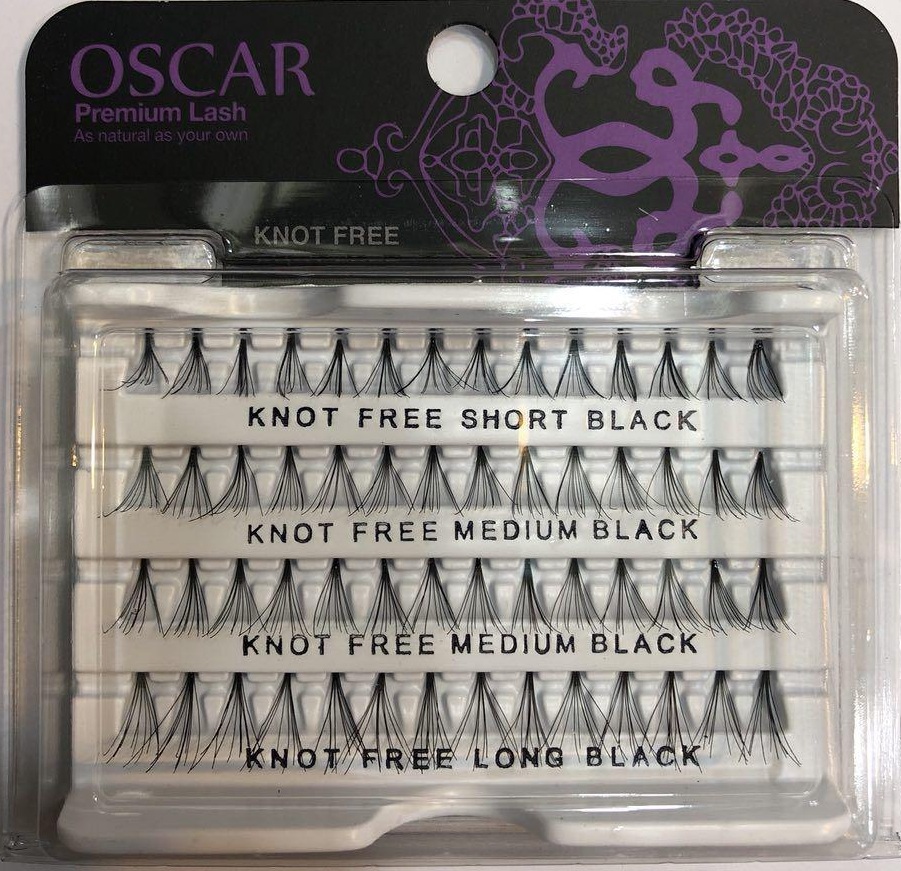 OSCAR
Premium Lash
As natural as your own
KNOT FREE
KNOT FREE SHORT BLACK
KNOT FREE MEDIUM BLACK
KNOT FREE MEDIUM BLACK
KNOT FREE LONG BLACK